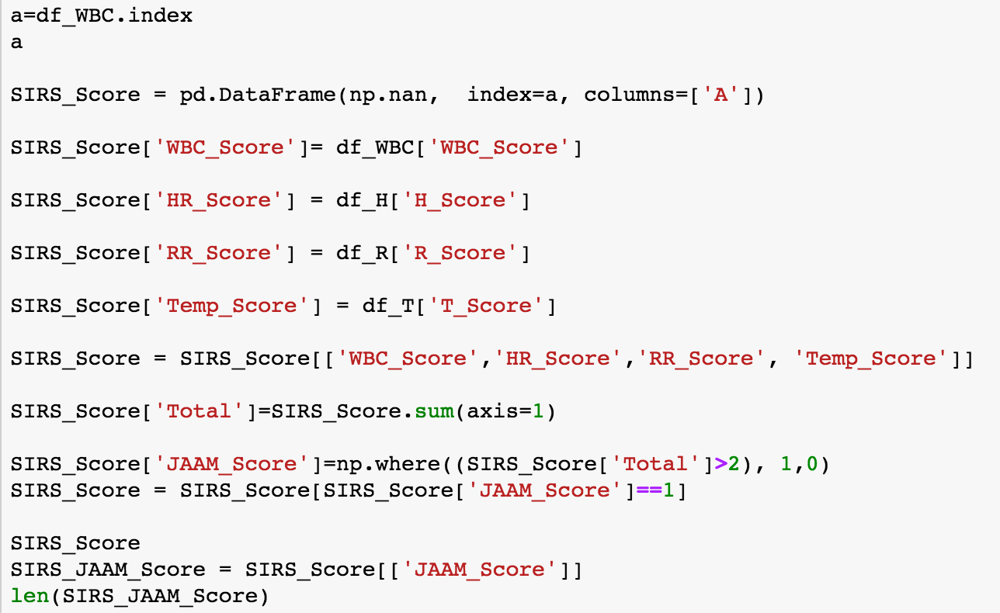 a=df_WBC.index
a
SIRS_Score = pd.DataFrame(np.nan,  index=a, columns=['A'])
SIRS_Score['WBC_Score']= df_WBC['WBC_Score']
SIRS_Score['HR_Score'] = df_H['H_Score']
SIRS_Score['RR_Score'] = df_R['R_Score']
SIRS_Score['Temp_Score'] = df_T['T_Score']
SIRS_Score = SIRS_Score[['WBC_Score','HR_Score','RR_Score', 'Temp_Score']]
SIRS_Score['Total']=SIRS_Score.sum(axis=1)
SIRS_Score['JAAM_Score']=np.where((SIRS_Score['Total']>2), 1,0)
SIRS_Score = SIRS_Score[SIRS_Score['JAAM_Score']==1]
SIRS_Score
SIRS_JAAM_Score = SIRS_Score[['JAAM_Score']]
len(SIRS_JAAM_Score)